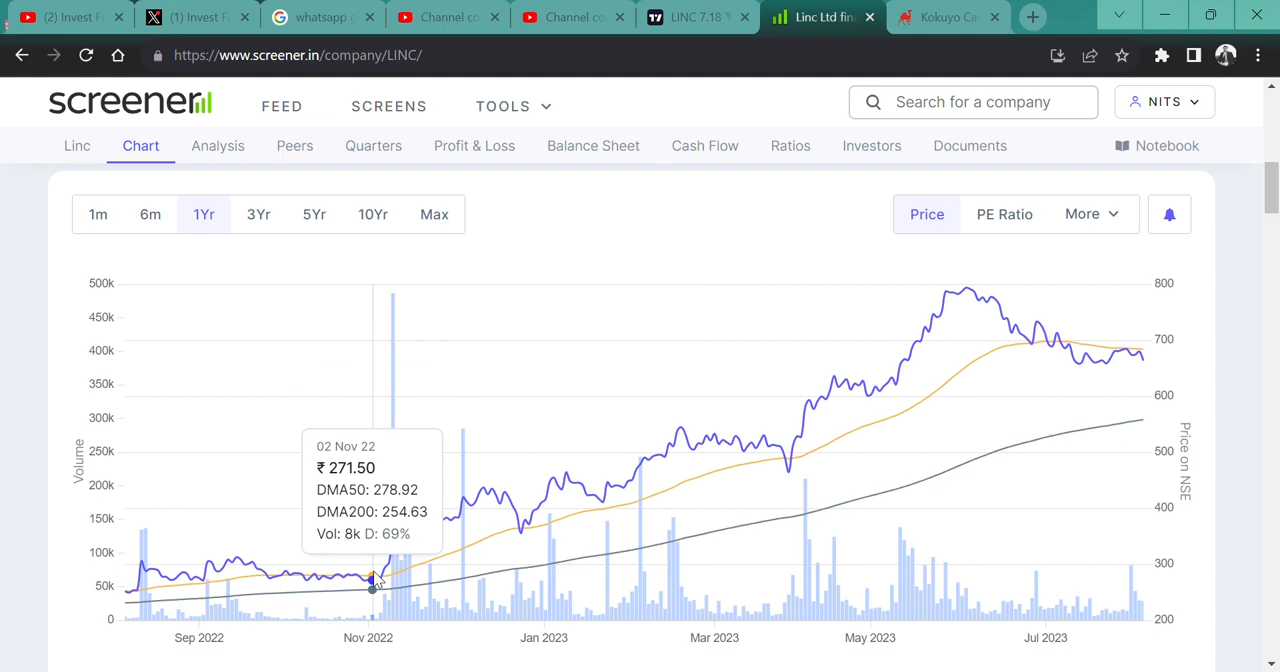 (2) Invest F
(1) Invest F
whatsapp g
Channel co
Channel co
LINC 7.18
Linc Ltd fin
Kokuyo Ca
https://www.screener.in/company/LINC/
screener
FEED
SCREENS
TOOLS
Search for a company
NITS
Linc
Chart
Analysis
Peers
Quarters
Profit & Loss
Balance Sheet
Cash Flow
Ratios
Investors
Documents
Notebook
1m
6m
1Yr
3Yr
5Yr
10Yr
Max
Price
PE Ratio
More
500k
450k
400k
350k
300k
250k
200k
150k
100k
50k
0
Volume
800
700
600
500
400
300
200
Price on NSE
02 Nov 22
₹ 271.50
DMA50: 278.92
DMA200: 254.63
Vol: 8k D: 69%
Sep 2022
Nov 2022
Jan 2023
Mar 2023
May 2023
Jul 2023